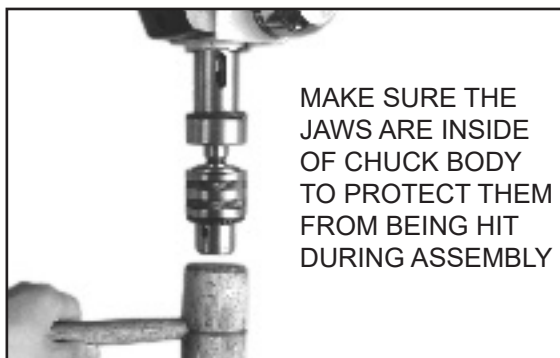 MAKE SURE THE
JAWS ARE INSIDE
OF CHUCK BODY
TO PROTECT THEM
FROM BEING HIT
DURING ASSEMBLY